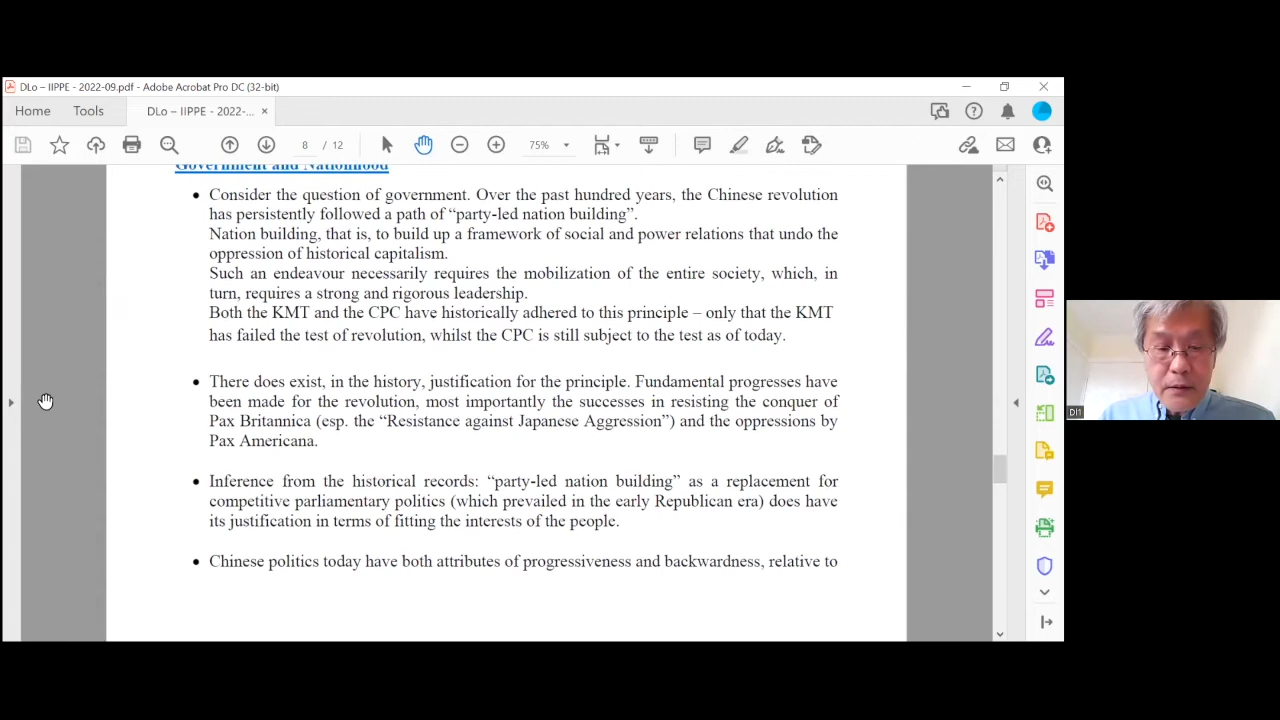 DLo – IIPPE - 2022-09.pdf - Adobe Acrobat Pro DC (32-bit)
Home Tools DLo – IIPPE - 2022-... ×
8 / 12 75%
Government and Nationhood
• Consider the question of government. Over the past hundred years, the Chinese revolution
has persistently followed a path of “party-led nation building”.
Nation building, that is, to build up a framework of social and power relations that undo the
oppression of historical capitalism.
Such an endeavour necessarily requires the mobilization of the entire society, which, in
turn, requires a strong and rigorous leadership.
Both the KMT and the CPC have historically adhered to this principle – only that the KMT
has failed the test of revolution, whilst the CPC is still subject to the test as of today.
• There does exist, in the history, justification for the principle. Fundamental progresses have
been made for the revolution, most importantly the successes in resisting the conquer of
Pax Britannica (esp. the “Resistance against Japanese Aggression”) and the oppressions by
Pax Americana.
• Inference from the historical records: “party-led nation building” as a replacement for
competitive parliamentary politics (which prevailed in the early Republican era) does have
its justification in terms of fitting the interests of the people.
• Chinese politics today have both attributes of progressiveness and backwardness, relative to
DI1